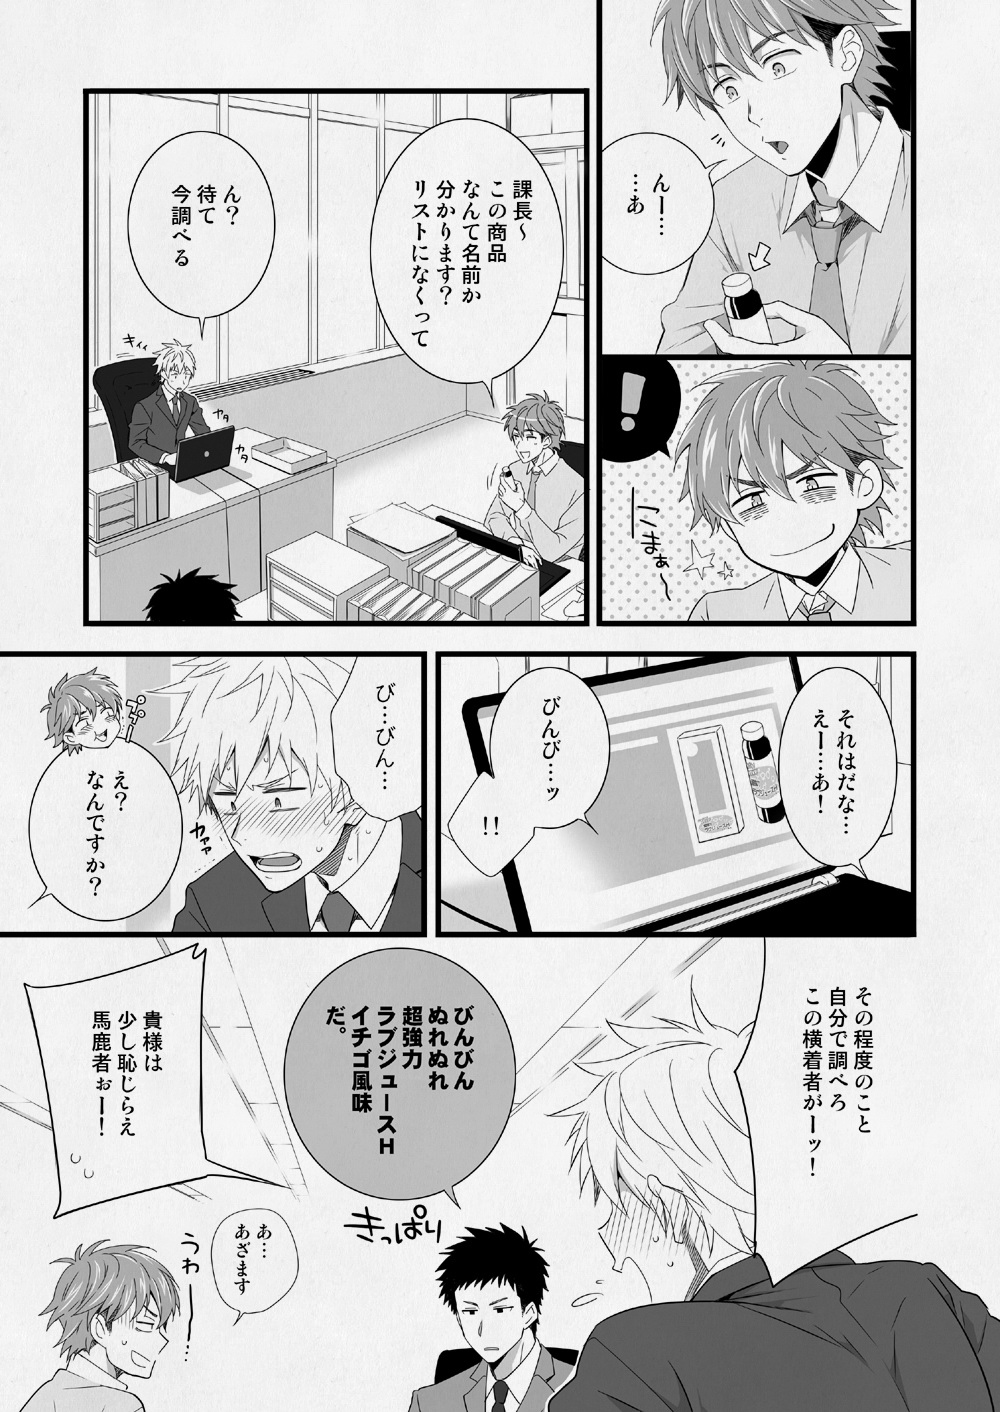 んー…
…あ
こまぁ～
課長～
この商品
なんて名前か
分かります？
リストになくって
ん？
待て
今調べる
キィィ
カタ
カタ
それはだな…
えー…あ！
びんび…ッ
！！
び…びん…
カァァ
プー
え？
なんですか？
その程度のこと
自分で調べろ
この横着者がーッ！
びんびん
ぬれぬれ
超強力
ラブジュースH
イチゴ風味
だ。
きっぱり
貴様は
少し恥じらえ
馬鹿者ぉー！
あ…
あざます
うわー…